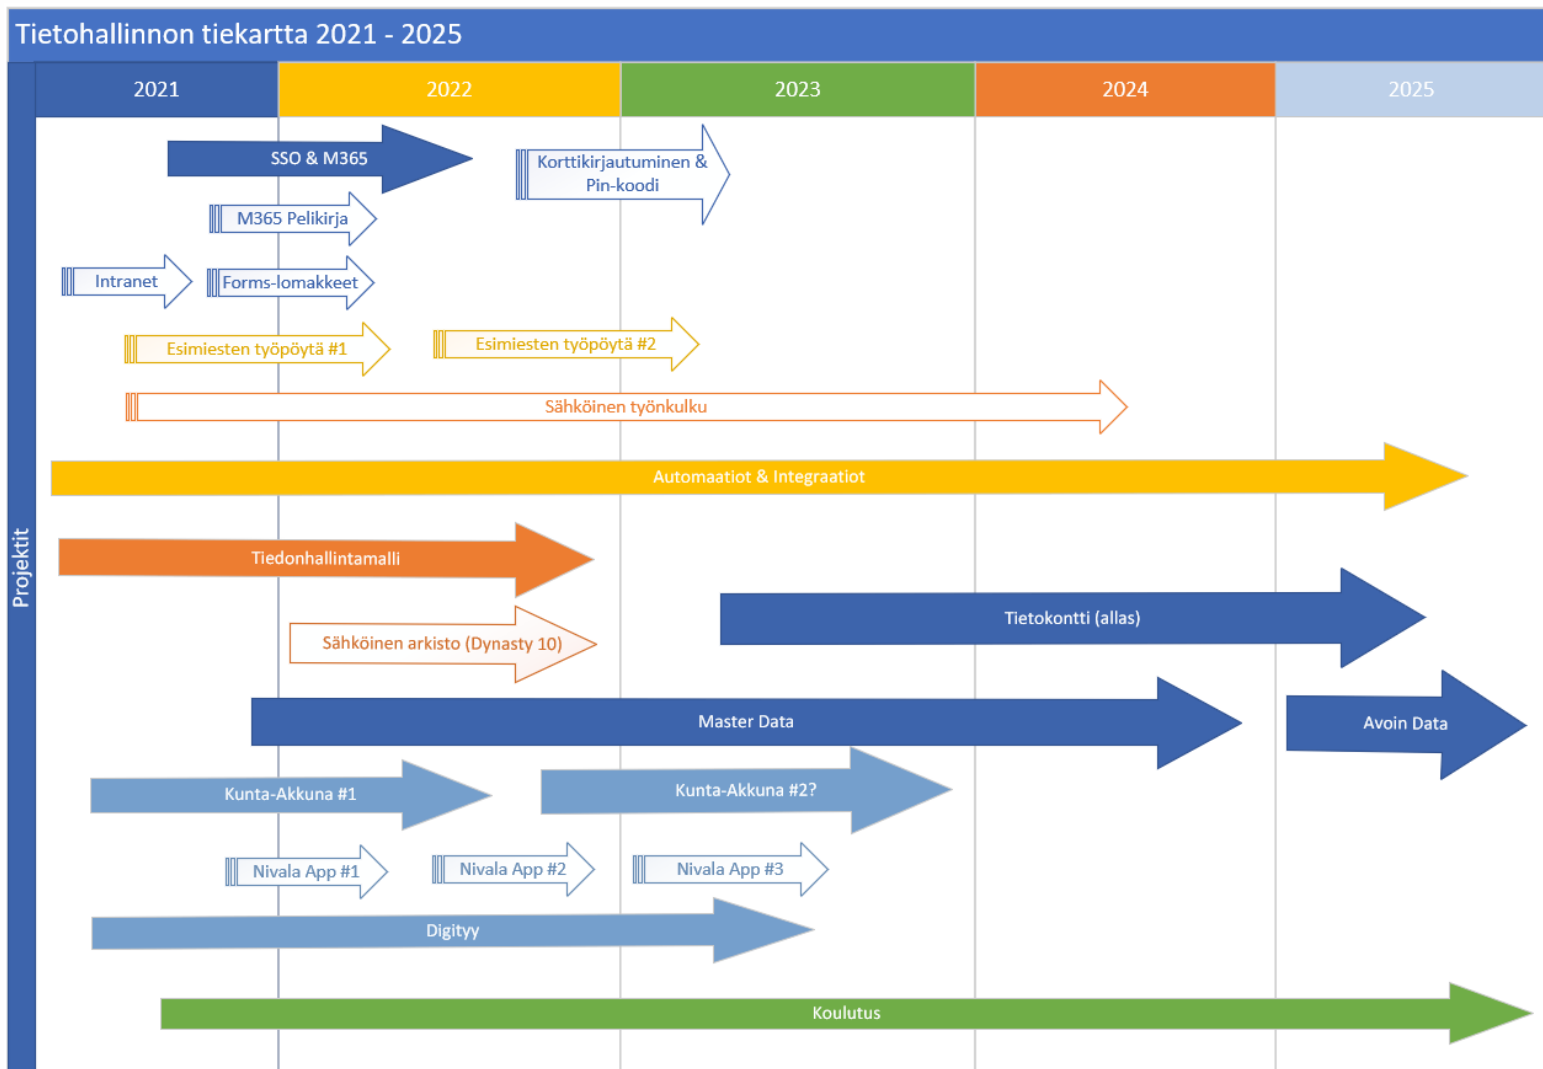 Tietohallinnon tiekartta 2021 - 2025
2021
2022
2023
2024
2025
Projektit
SSO & M365
Korttikirjautuminen &
Pin-koodi
M365 Pelikirja
Intranet
Forms-lomakkeet
Esimiesten työpöytä #1
Esimiesten työpöytä #2
Sähköinen työnkulku
Automaatiot & Integraatiot
Tiedonhallintamalli
Tietokontti (allas)
Sähköinen arkisto (Dynasty 10)
Master Data
Avoin Data
Kunta-Akkuna #1
Kunta-Akkuna #2?
Nivala App #1
Nivala App #2
Nivala App #3
Digityy
Koulutus